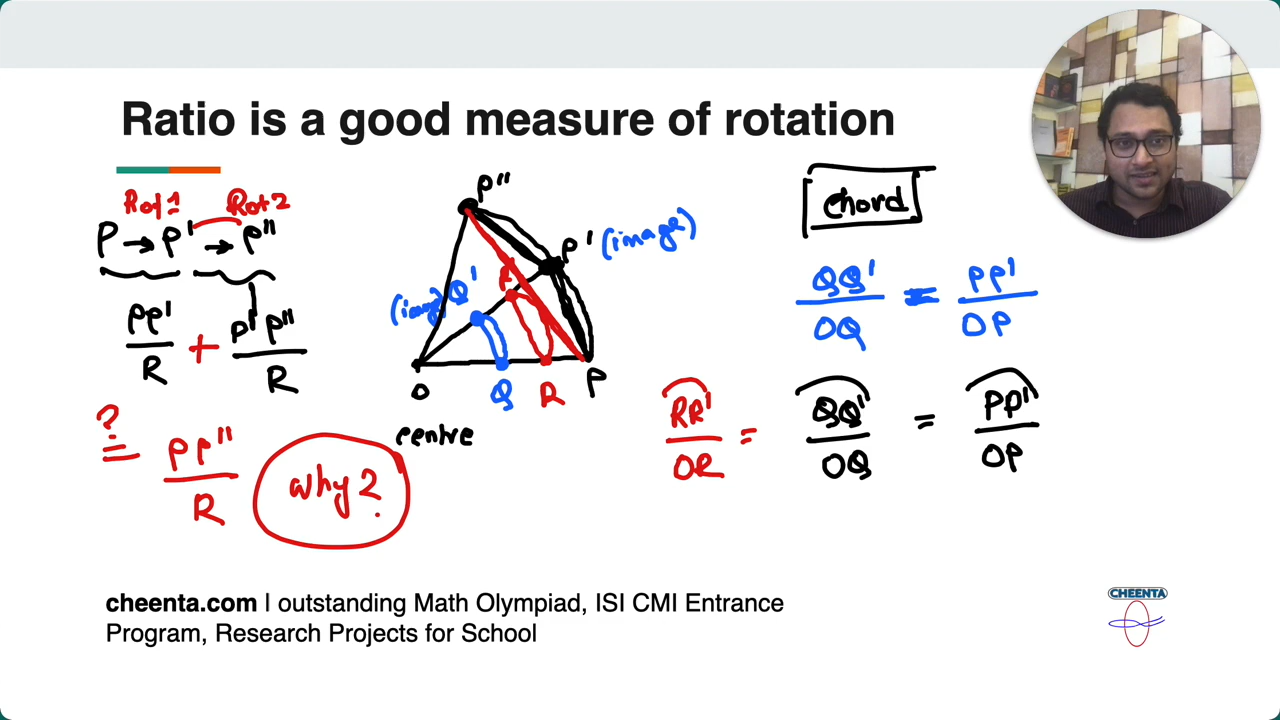 Ratio is a good measure of rotation
Rot 1 Rot 2
P → P' → P"
PP'/R + P'P"/R
? = PP"/R
why?
P"
P' (image)
Q'
R'
O
Q
R
P
centre
chord
QQ'/OQ = PP'/OP
RR'/OR = QQ'/OQ = PP'/OP
cheenta.com | outstanding Math Olympiad, ISI CMI Entrance
Program, Research Projects for School
CHEENTA